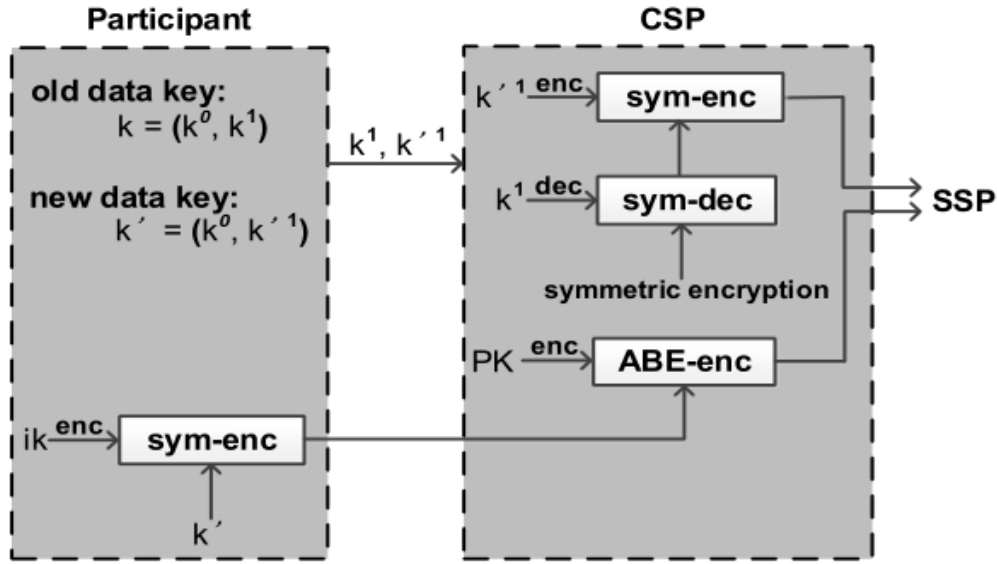 Participant
old data key:
k = (k⁰, k¹)
new data key:
k′ = (k⁰, k′¹)
ik enc sym-enc
k′
k¹, k′¹
CSP
k′¹ enc sym-enc
k¹ dec sym-dec
symmetric encryption
PK enc ABE-enc
SSP